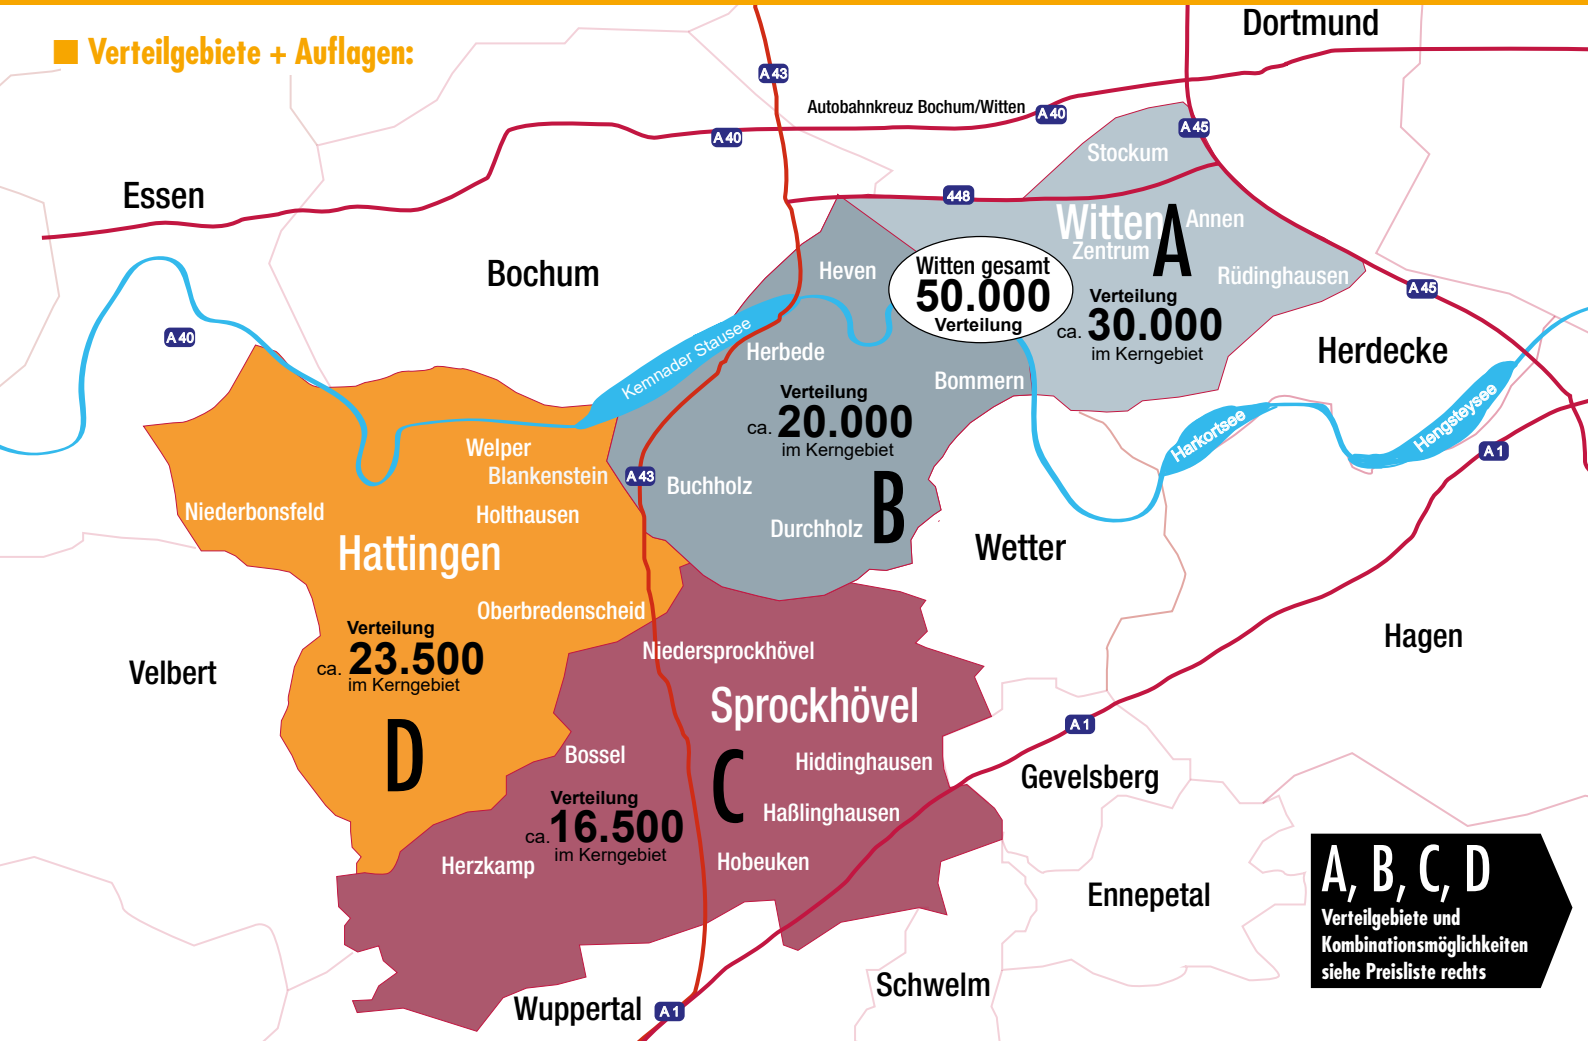 Verteilgebiete + Auflagen:
Dortmund
A 43
Autobahnkreuz Bochum/Witten
A 40
A 40
A 45
Stockum
Essen
448
Witten
A
Annen
Zentrum
Bochum
Heven
Witten gesamt
50.000
Verteilung
Rüdinghausen
A 45
Verteilung
ca. 30.000
im Kerngebiet
A 40
Kemnader Stausee
Herbede
Herdecke
Bommern
Verteilung
ca. 20.000
im Kerngebiet
Harkortsee
Hengsteysee
A 1
Welper
Blankenstein
A 43
Buchholz
B
Niederbonsfeld
Holthausen
Durchholz
Hattingen
Wetter
Oberbredenscheid
Verteilung
ca. 23.500
im Kerngebiet
Velbert
Niedersprockhövel
Hagen
Sprockhövel
D
A 1
Bossel
C
Hiddinghausen
Gevelsberg
Verteilung
ca. 16.500
im Kerngebiet
Haßlinghausen
Herzkamp
Hobeuken
Ennepetal
A, B, C, D
Verteilgebiete und
Kombinationsmöglichkeiten
siehe Preisliste rechts
Schwelm
Wuppertal
A 1